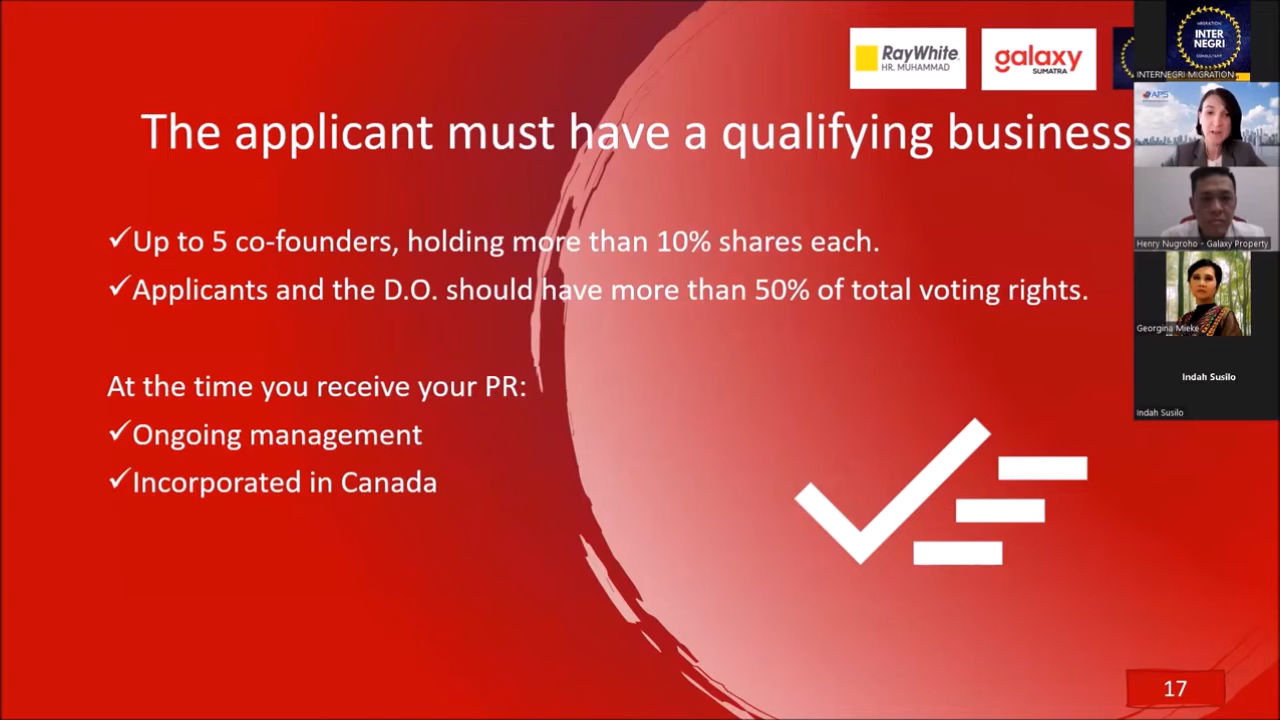 RayWhite.
HR. MUHAMMAD
galaxy
SUMATRA
The applicant must have a qualifying business
✓Up to 5 co-founders, holding more than 10% shares each.
✓Applicants and the D.O. should have more than 50% of total voting rights.
At the time you receive your PR:
✓Ongoing management
✓Incorporated in Canada
17
MIGRATION
INTER
NEGRI
CONSULTANT
INTERNEGRI MIGRATION
APS
Henry Nugroho - Galaxy Property
Georgina Mieke
Indah Susilo
Indah Susilo